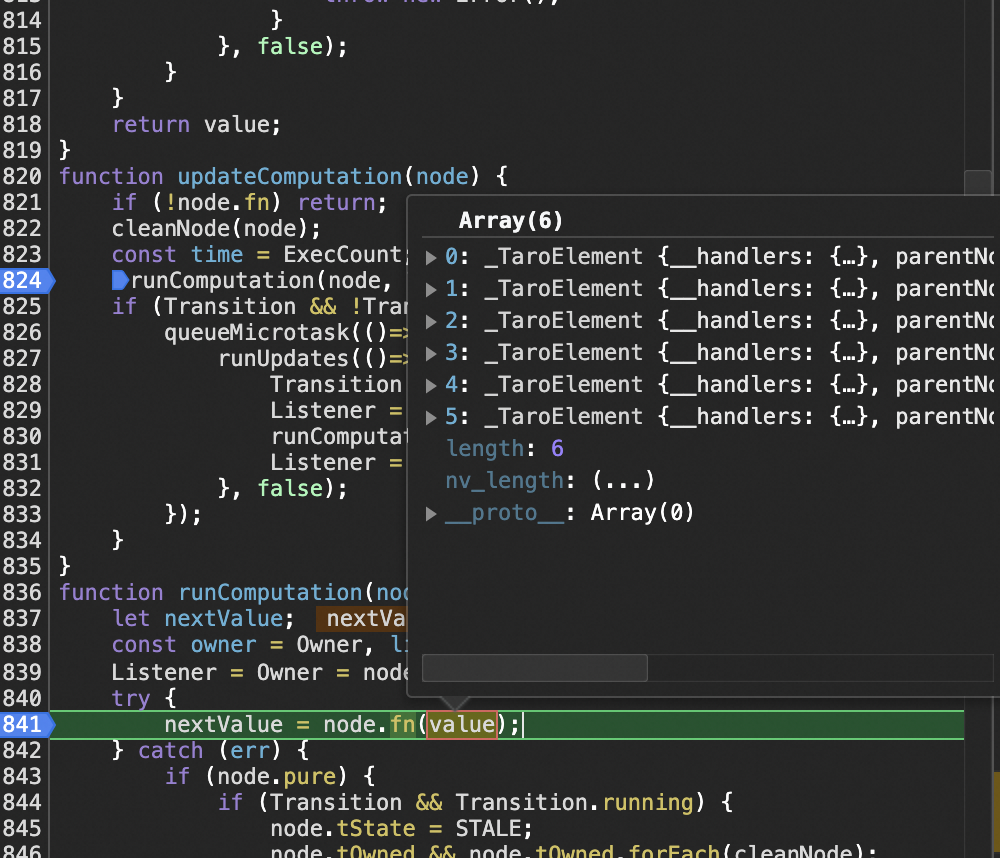 814 }
815 }, false);
816 }
817 }
818 return value;
819 }
820 function updateComputation(node) {
821 if (!node.fn) return;
822 cleanNode(node);
823 const time = ExecCount;
824 runComputation(node,
825 if (Transition && !Tran
826 queueMicrotask(()=>
827 runUpdates(()=>
828 Transition
829 Listener =
830 runComputat
831 Listener =
832 }, false);
833 });
834 }
835 }
836 function runComputation(nod
837 let nextValue; nextVa
838 const owner = Owner, li
839 Listener = Owner = node
840 try {
841 nextValue = node.fn(value);
842 } catch (err) {
843 if (node.pure) {
844 if (Transition && Transition.running) {
845 node.tState = STALE;
846 node.tOwned && node.tOwned.forEach(cleanNode);
Array(6)
0: _TaroElement {__handlers: {…}, parentNo
1: _TaroElement {__handlers: {…}, parentNo
2: _TaroElement {__handlers: {…}, parentNo
3: _TaroElement {__handlers: {…}, parentNo
4: _TaroElement {__handlers: {…}, parentNo
5: _TaroElement {__handlers: {…}, parentNo
length: 6
nv_length: (...)
__proto__: Array(0)